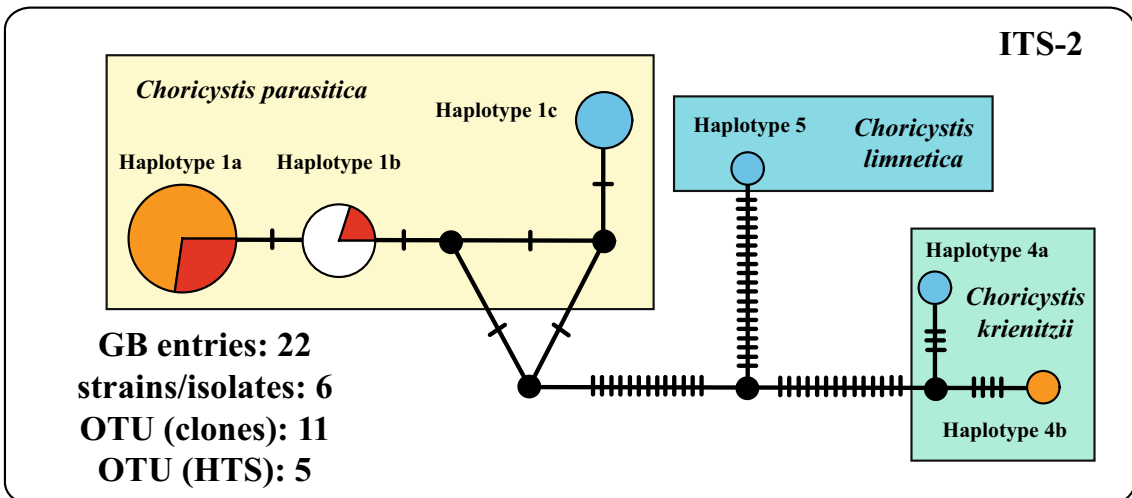 ITS-2
Choricystis parasitica
Haplotype 1c
Haplotype 1a
Haplotype 1b
Haplotype 5
Choricystis
limnetica
Haplotype 4a
Choricystis
krienitzii
Haplotype 4b
GB entries: 22
strains/isolates: 6
OTU (clones): 11
OTU (HTS): 5